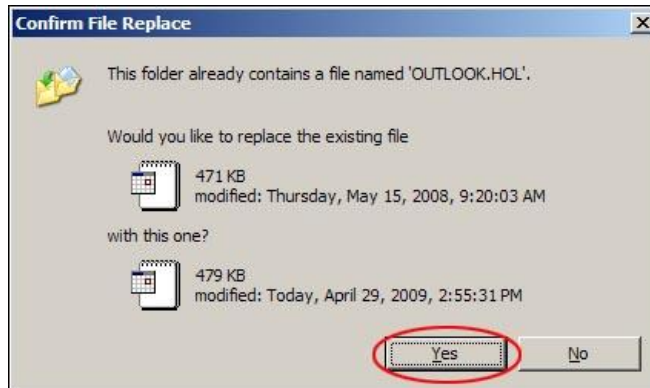 Confirm File Replace
This folder already contains a file named 'OUTLOOK.HOL'.
Would you like to replace the existing file
471 KB
modified: Thursday, May 15, 2008, 9:20:03 AM
with this one?
479 KB
modified: Today, April 29, 2009, 2:55:31 PM
Yes No